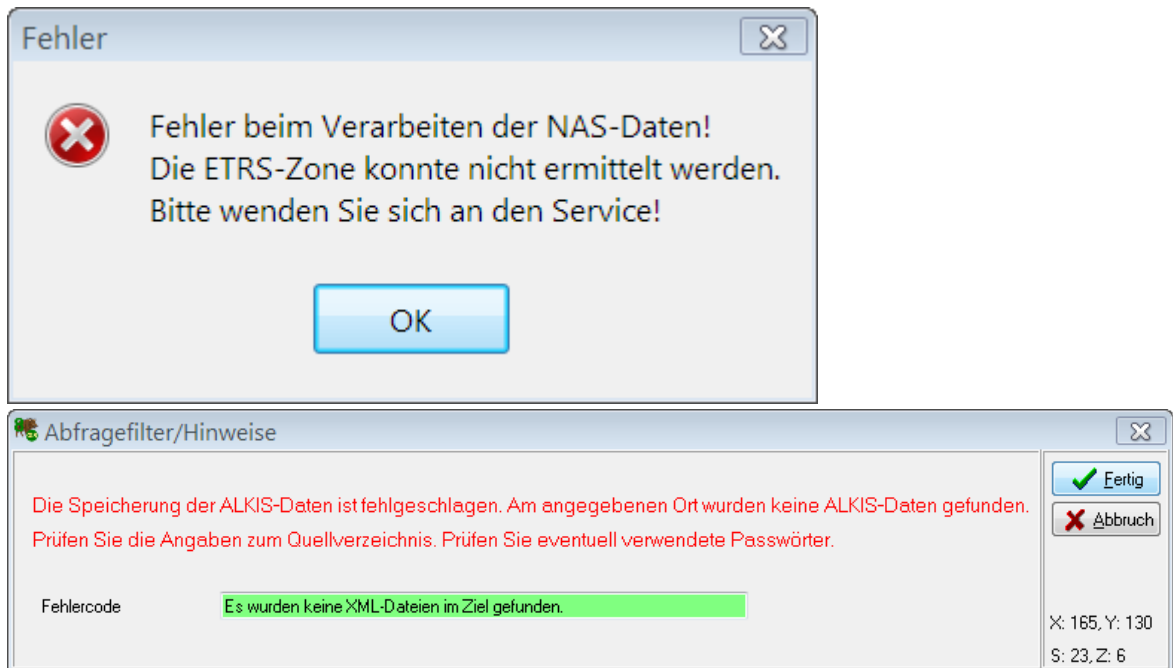 Fehler
Fehler beim Verarbeiten der NAS-Daten!
Die ETRS-Zone konnte nicht ermittelt werden.
Bitte wenden Sie sich an den Service!
OK
Abfragefilter/Hinweise
Die Speicherung der ALKIS-Daten ist fehlgeschlagen. Am angegebenen Ort wurden keine ALKIS-Daten gefunden.
Prüfen Sie die Angaben zum Quellverzeichnis. Prüfen Sie eventuell verwendete Passwörter.
Fehlercode
Es wurden keine XML-Dateien im Ziel gefunden.
Fertig
Abbruch
X: 165, Y: 130
S: 23, Z: 6